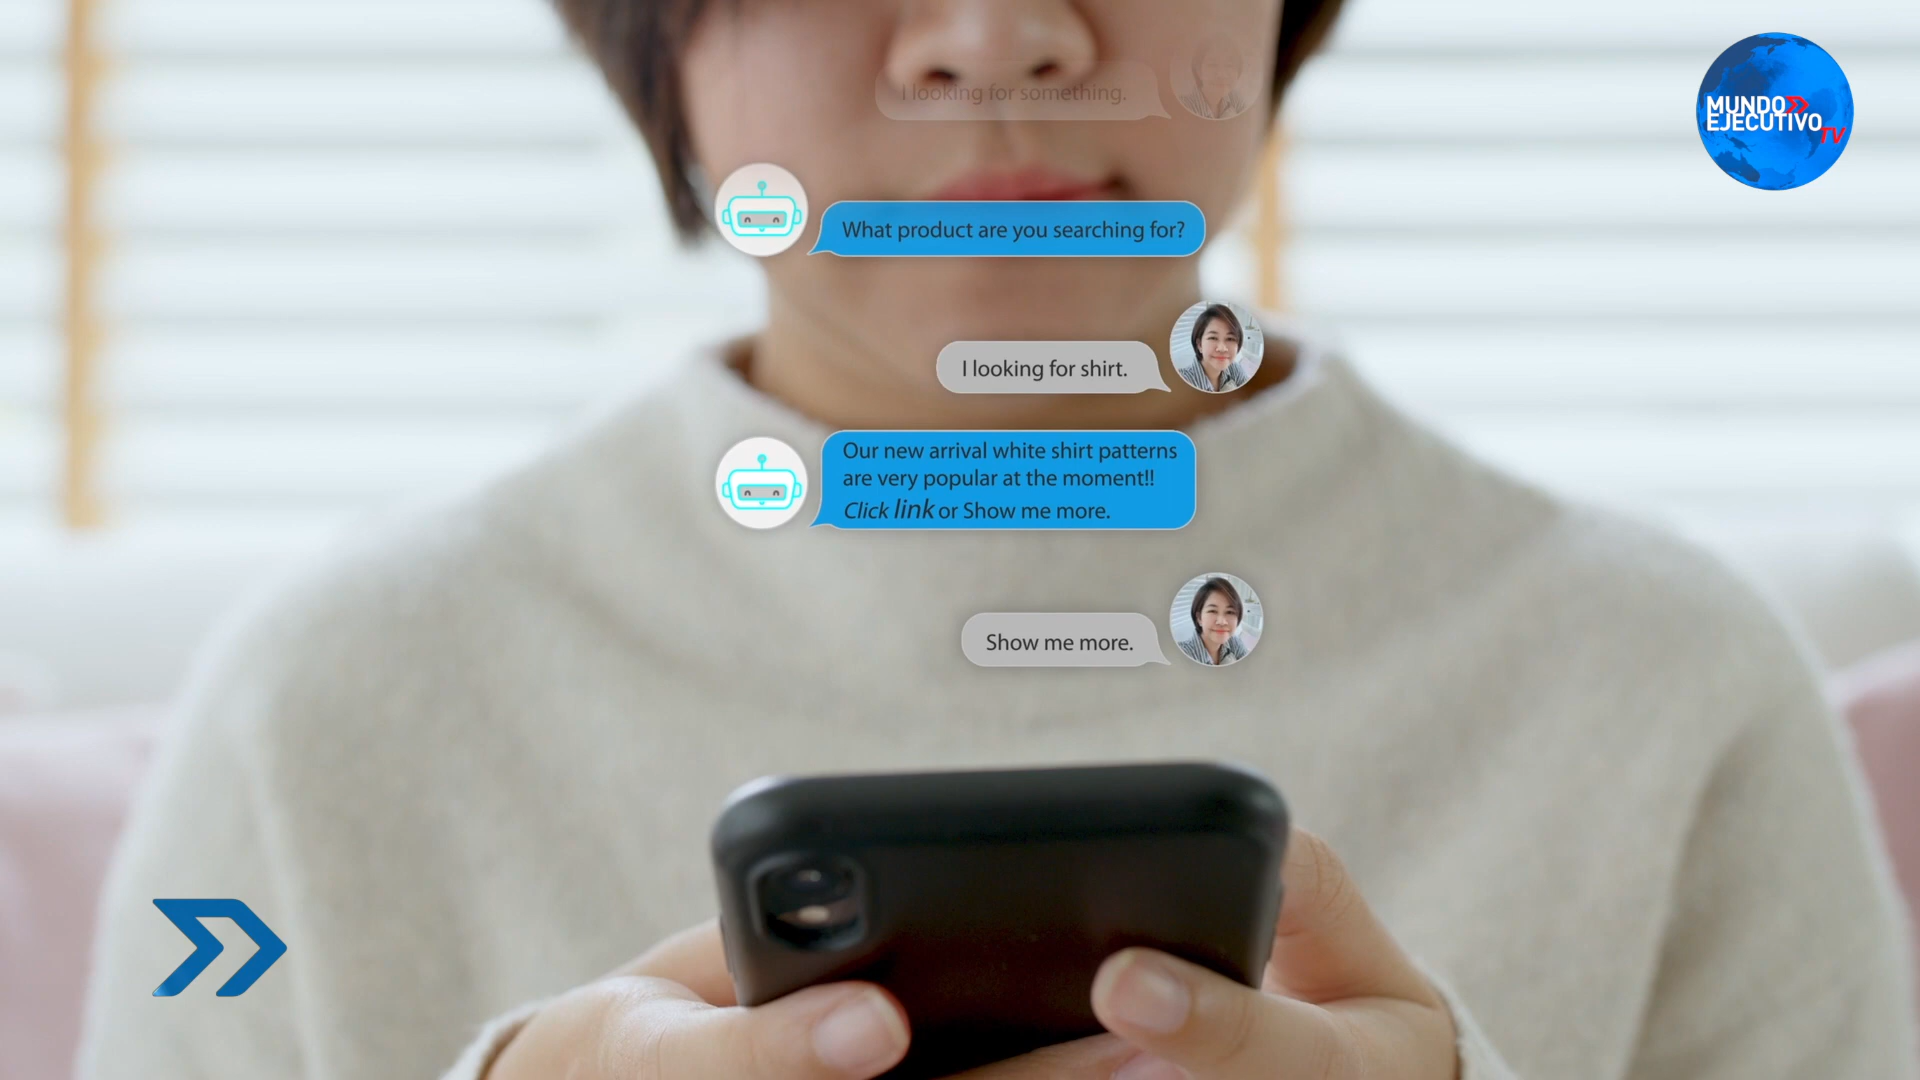 I looking for something.
MUNDO
EJECUTIVO
TV
What product are you searching for?
I looking for shirt.
Our new arrival white shirt patterns
are very popular at the moment!!
Click link or Show me more.
Show me more.